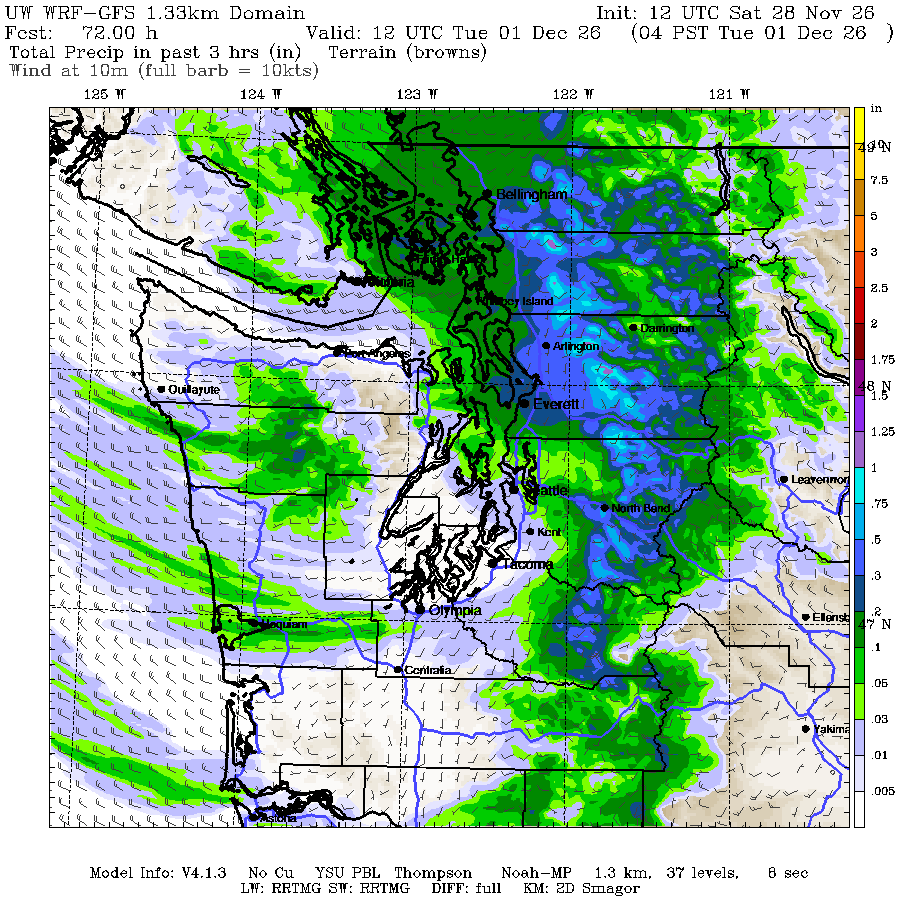 UW WRF-GFS 1.33km Domain Init: 12 UTC Sat 28 Nov 26
Fcst: 72.00 h Valid: 12 UTC Tue 01 Dec 26 (04 PST Tue 01 Dec 26 )
Total Precip in past 3 hrs (in) Terrain (browns)
Wind at 10m (full barb = 10kts)
125 W 124 W 123 W 122 W 121 W
in
49 N
7.5
Bellingham
5
3
2.5
Whidbey Island
2
Darrington
Arlington
Port Angeles
1.75
48 N
Quillayute
1.5
Everett
1.25
1
Leavenwor
Seattle
.75
North Bend
Kent
.5
Tacoma
.3
Olympia
.2
Ellensb
Hoquiam
47 N
.1
Centralia
.05
.03
Yakima
.01
.005
Astoria
Model Info: V4.1.3 No Cu YSU PBL Thompson Noah-MP 1.3 km, 37 levels, 8 sec
LW: RRTMG SW: RRTMG DIFF: full KM: 2D Smagor